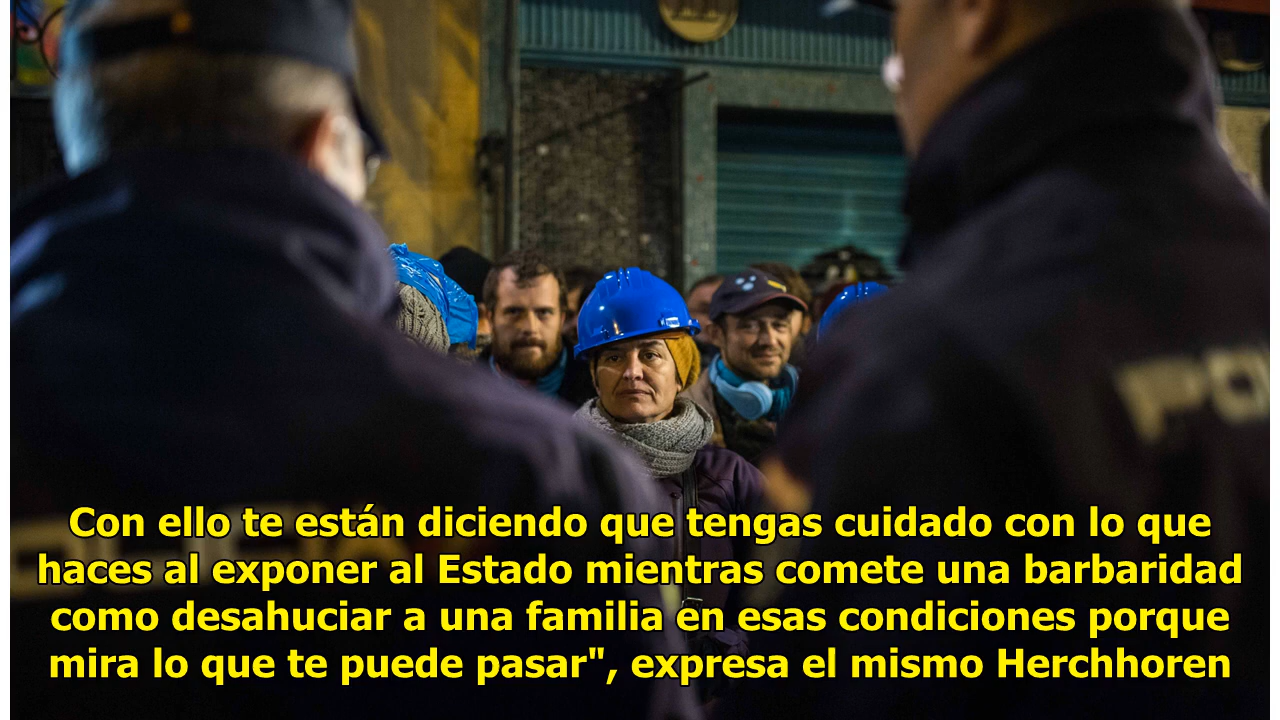 Con ello te están diciendo que tengas cuidado con lo que
haces al exponer al Estado mientras comete una barbaridad
como desahuciar a una familia en esas condiciones porque
mira lo que te puede pasar", expresa el mismo Herchhoren